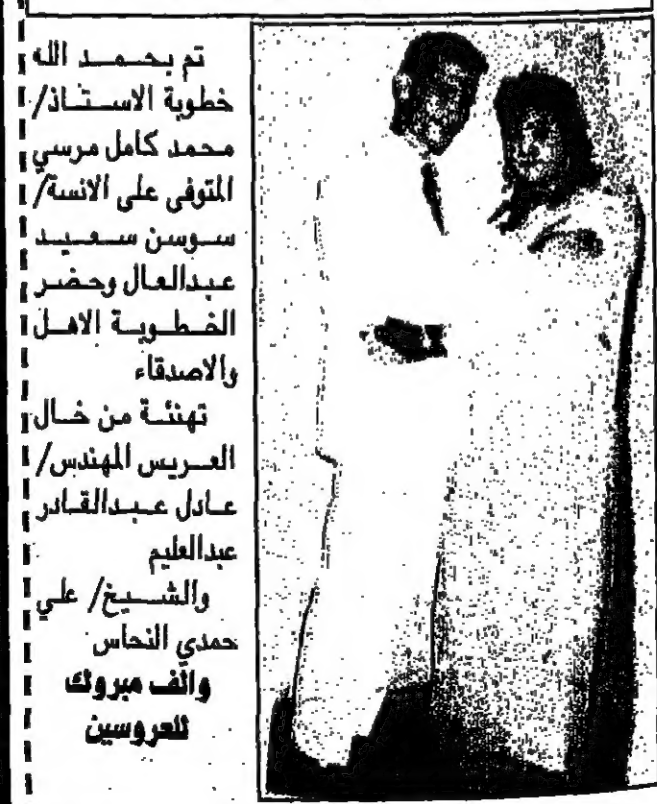 تم بحمد الله
خطوبة الاستاذ/
محمد كامل مرسي
المتوفى على الانسة/
سوسن سعيد
عبدالعال وحضر
الخطوبة الاهل
والاصدقاء
تهنئة من خال
العريس المهندس/
عادل عبدالقادر
عبدالعليم
والشيخ/ علي
حمدي النحاس
والف مبروك
للعروسين